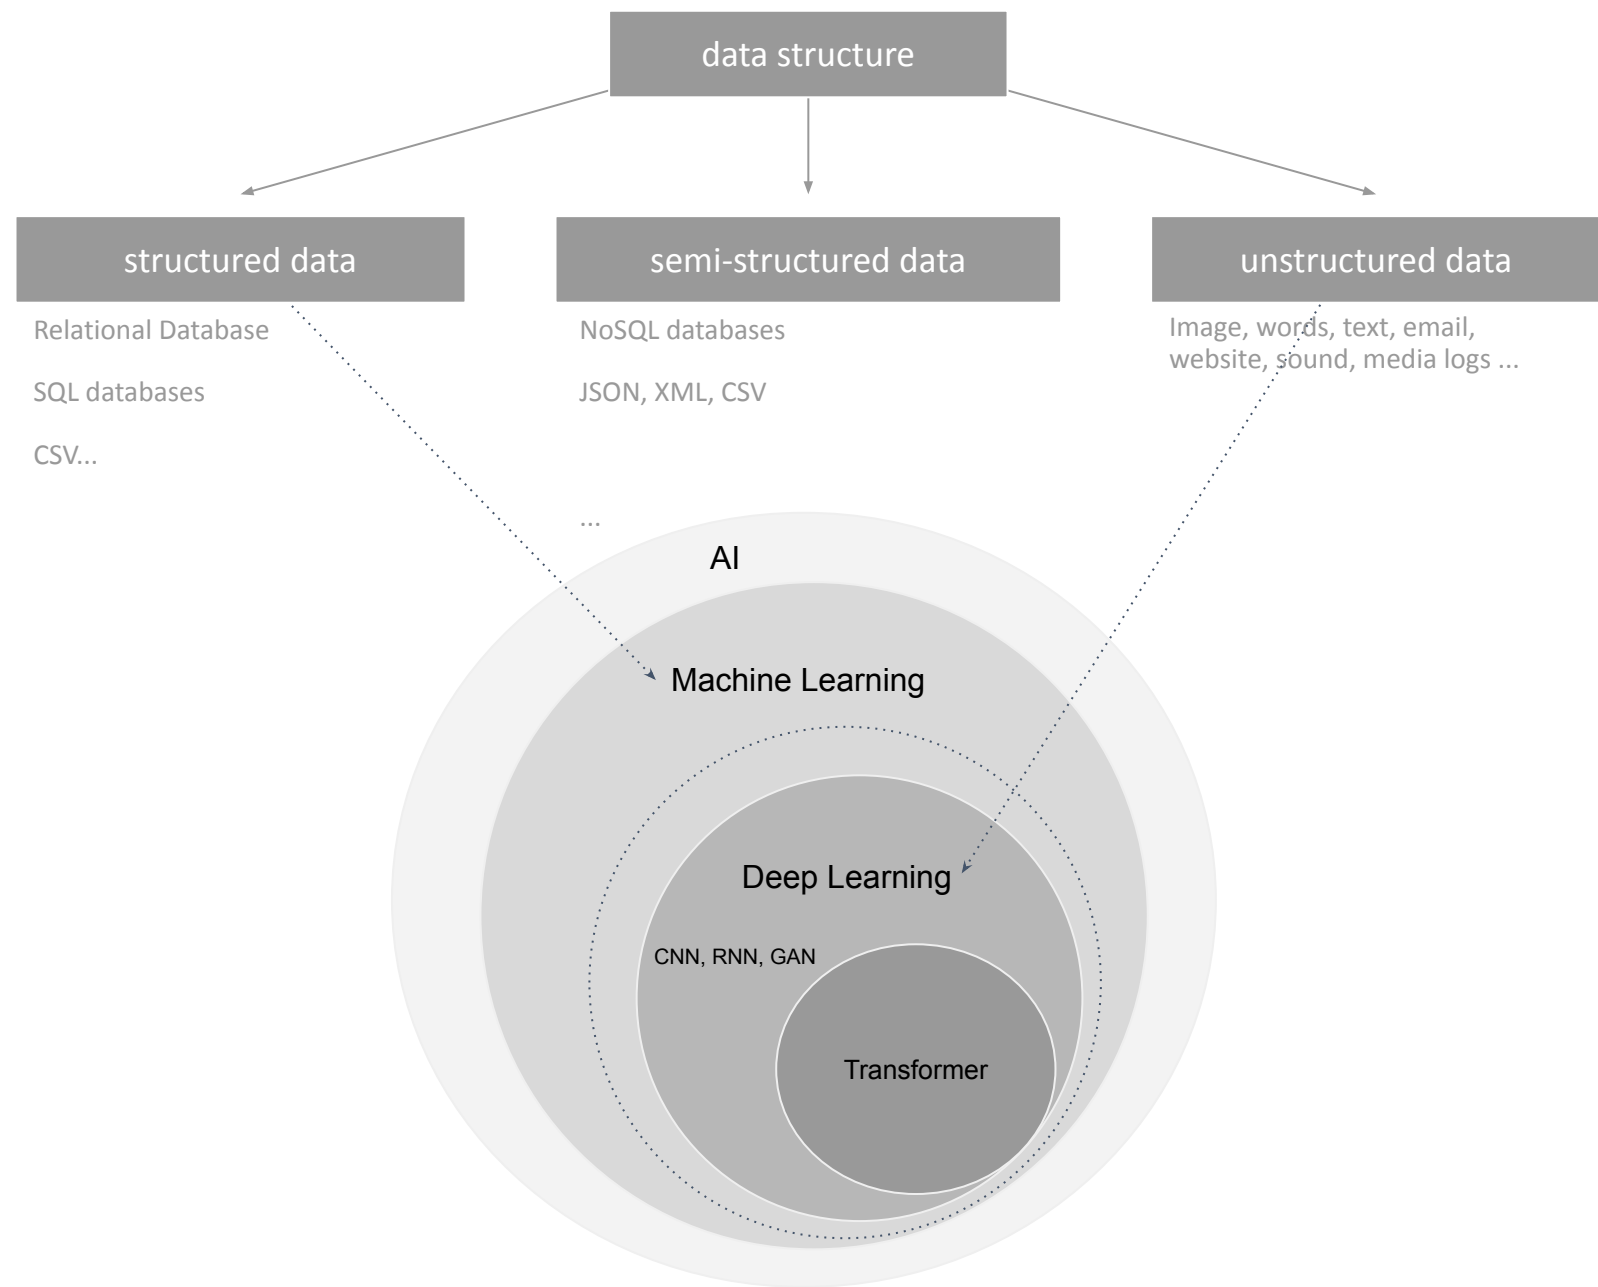 data structure
structured data
semi-structured data
unstructured data
Relational Database
SQL databases
CSV...
NoSQL databases
JSON, XML, CSV
...
Image, words, text, email,
website, sound, media logs ...
AI
Machine Learning
Deep Learning
CNN, RNN, GAN
Transformer